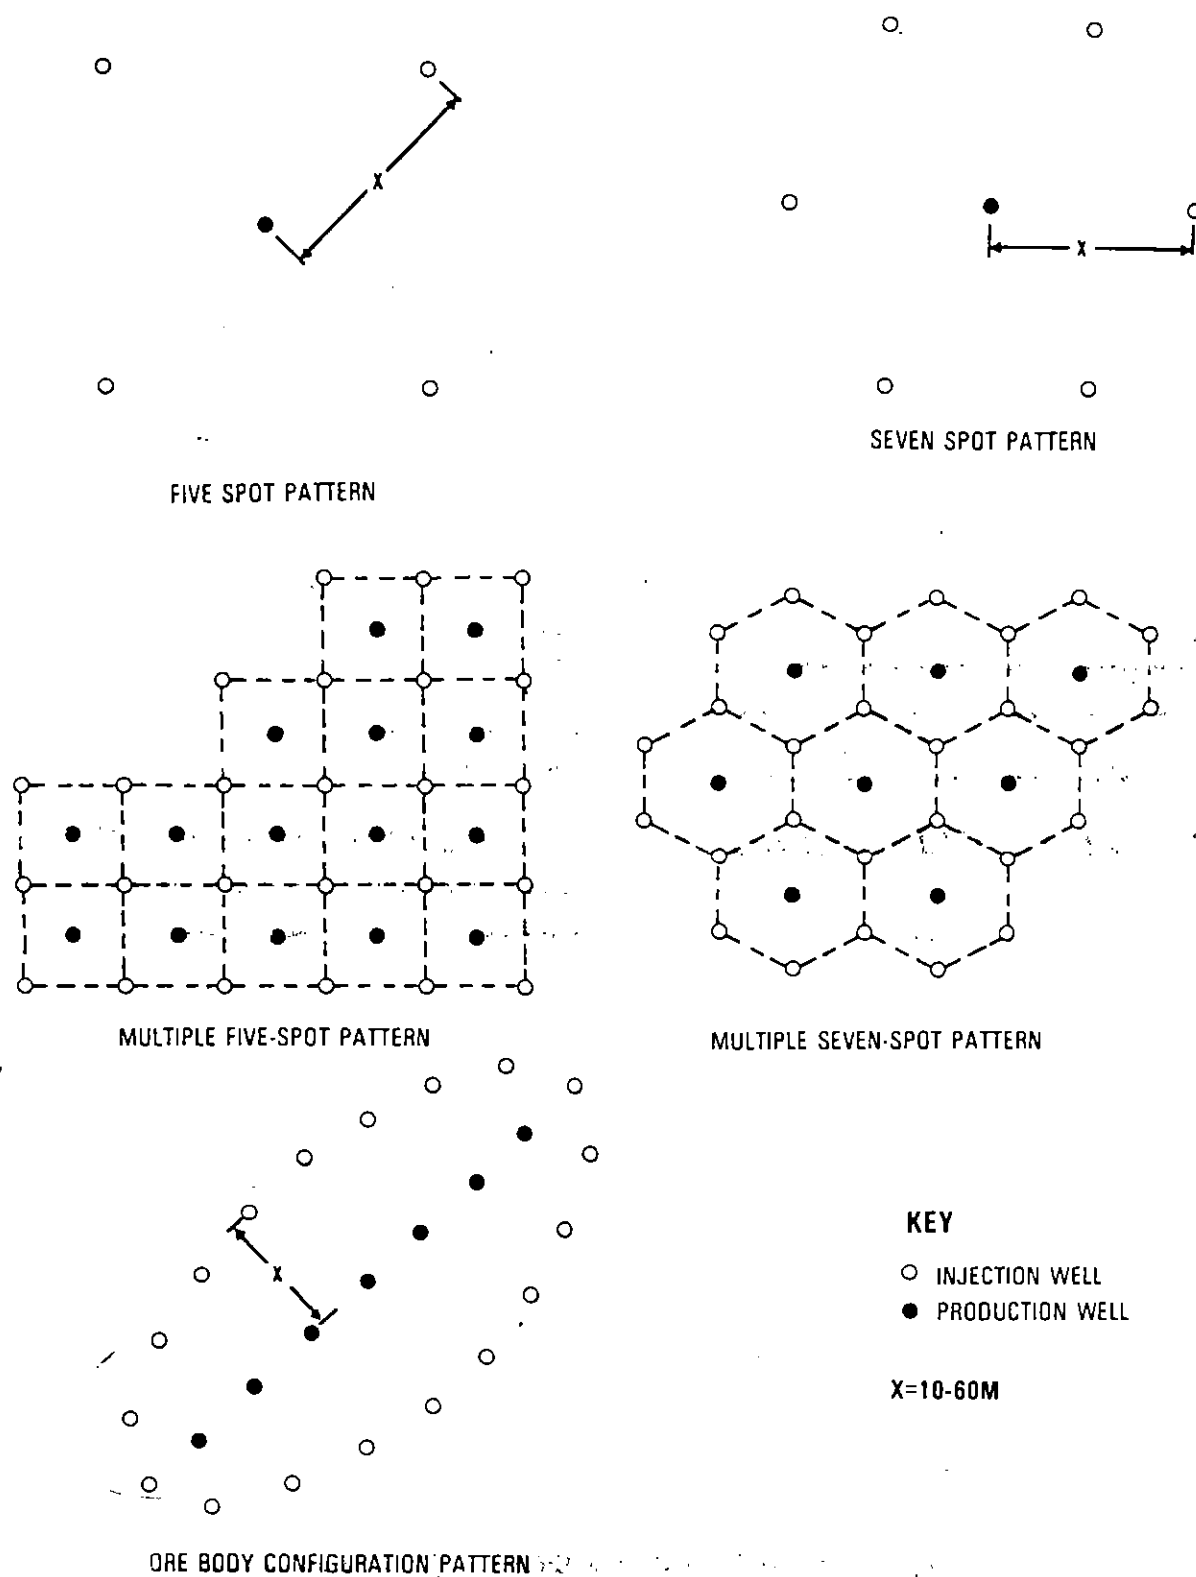 X
X
SEVEN SPOT PATTERN
FIVE SPOT PATTERN
MULTIPLE FIVE-SPOT PATTERN
MULTIPLE SEVEN-SPOT PATTERN
X
KEY
INJECTION WELL
PRODUCTION WELL
X=10-60M
ORE BODY CONFIGURATION PATTERN